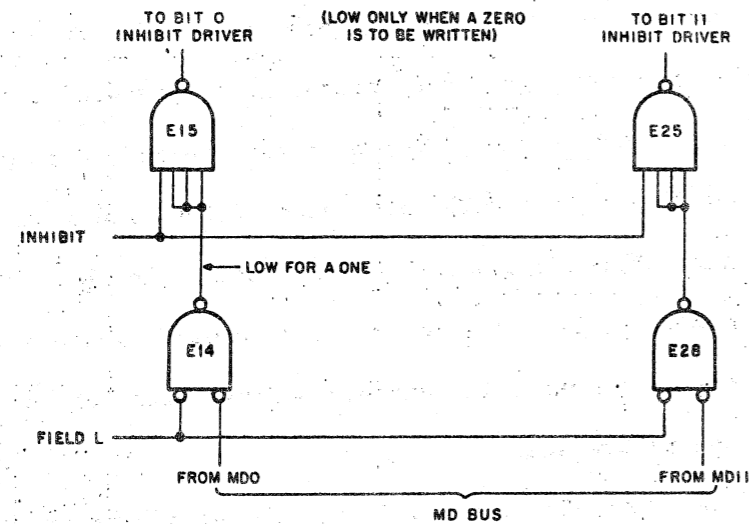 TO BIT 0
INHIBIT DRIVER
(LOW ONLY WHEN A ZERO
IS TO BE WRITTEN)
TO BIT 11
INHIBIT DRIVER
E15
E25
INHIBIT
LOW FOR A ONE
E14
E28
FIELD L
FROM MD0
FROM MD11
MD BUS